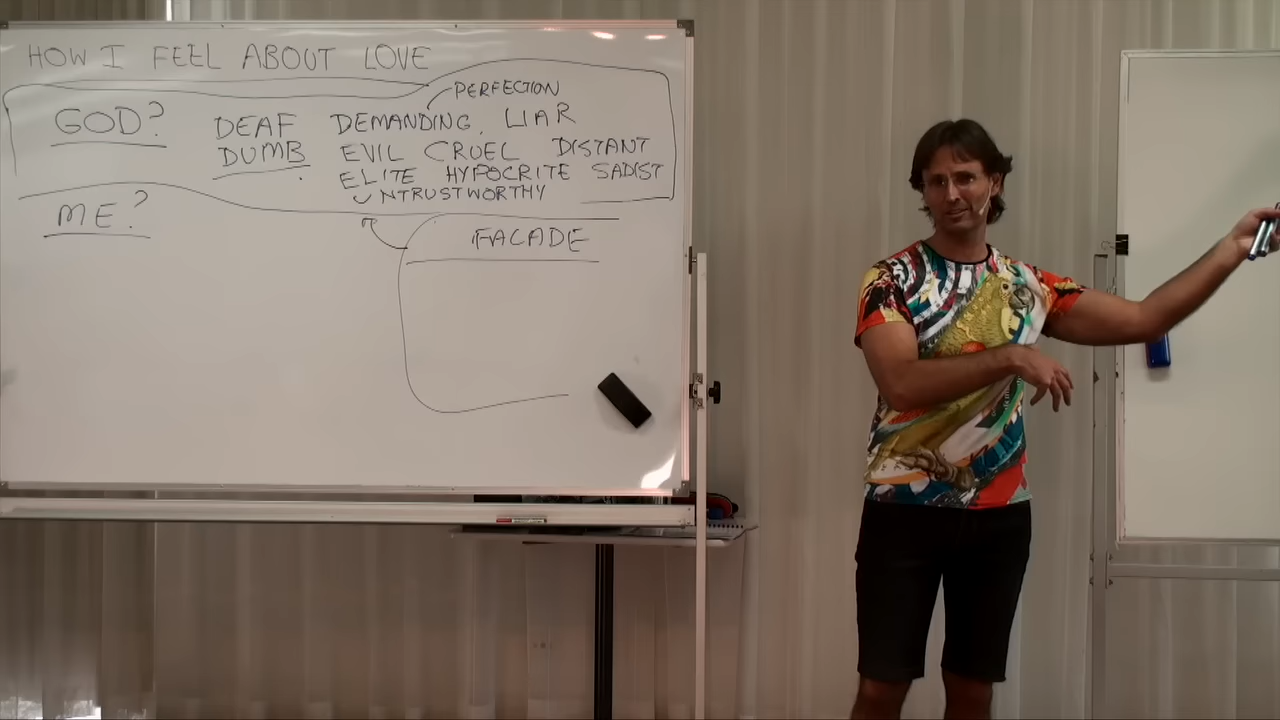 HOW I FEEL ABOUT LOVE
PERFECTION
GOD? DEAF DEMANDING, LIAR
DUMB EVIL CRUEL DISTANT
ELITE HYPOCRITE SADIST
UNTRUSTWORTHY
ME?
FACADE